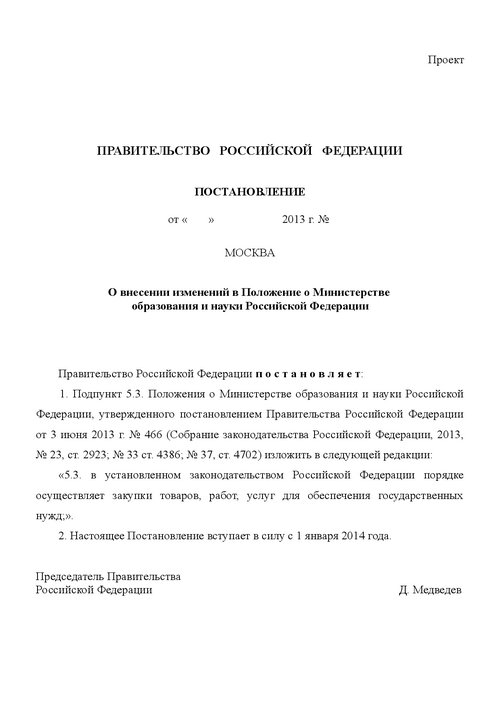 Проект
ПРАВИТЕЛЬСТВО РОССИЙСКОЙ ФЕДЕРАЦИИ
ПОСТАНОВЛЕНИЕ
от « » 2013 г. №
МОСКВА
О внесении изменений в Положение о Министерстве
образования и науки Российской Федерации
Правительство Российской Федерации п о с т а н о в л я е т:
1. Подпункт 5.3. Положения о Министерстве образования и науки Российской
Федерации, утвержденного постановлением Правительства Российской Федерации
от 3 июня 2013 г. № 466 (Собрание законодательства Российской Федерации, 2013,
№ 23, ст. 2923; № 33 ст. 4386; № 37, ст. 4702) изложить в следующей редакции:
«5.3. в установленном законодательством Российской Федерации порядке
осуществляет закупки товаров, работ, услуг для обеспечения государственных
нужд;».
2. Настоящее Постановление вступает в силу с 1 января 2014 года.
Председатель Правительства
Российской Федерации Д. Медведев